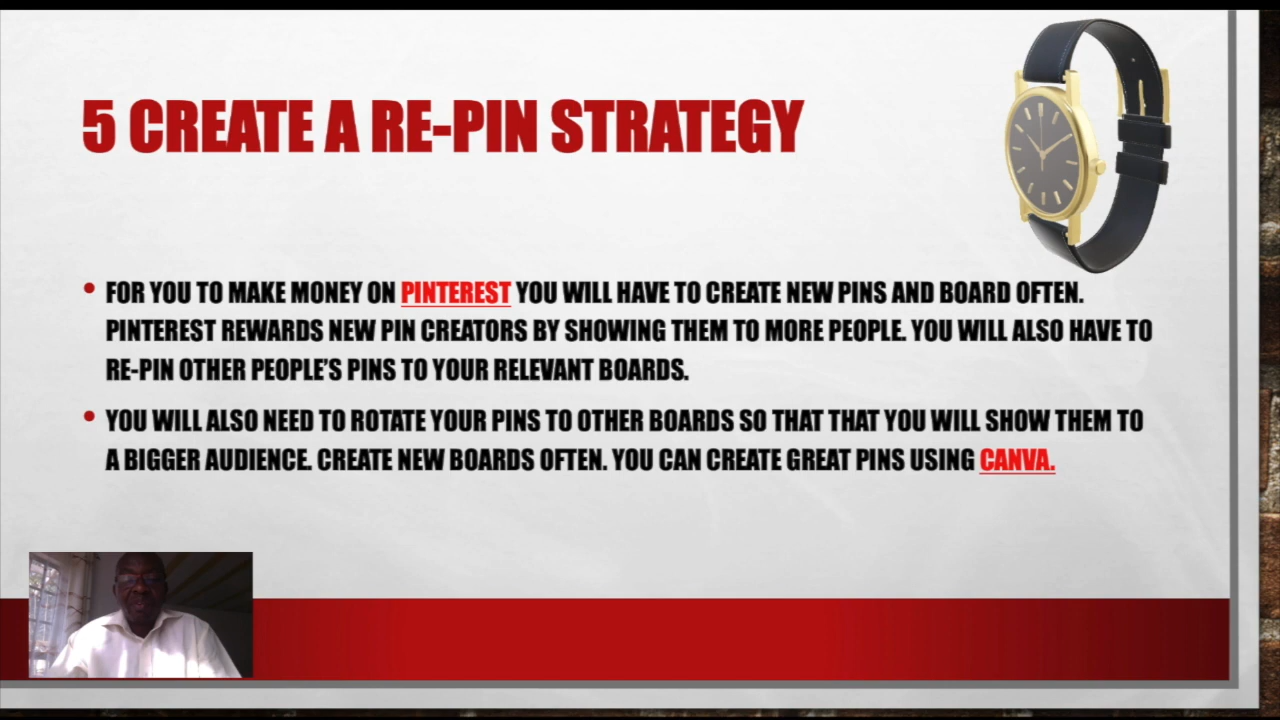 5 CREATE A RE-PIN STRATEGY
• FOR YOU TO MAKE MONEY ON PINTEREST YOU WILL HAVE TO CREATE NEW PINS AND BOARD OFTEN.
PINTEREST REWARDS NEW PIN CREATORS BY SHOWING THEM TO MORE PEOPLE. YOU WILL ALSO HAVE TO
RE-PIN OTHER PEOPLE'S PINS TO YOUR RELEVANT BOARDS.
• YOU WILL ALSO NEED TO ROTATE YOUR PINS TO OTHER BOARDS SO THAT THAT YOU WILL SHOW THEM TO
A BIGGER AUDIENCE. CREATE NEW BOARDS OFTEN. YOU CAN CREATE GREAT PINS USING CANVA.